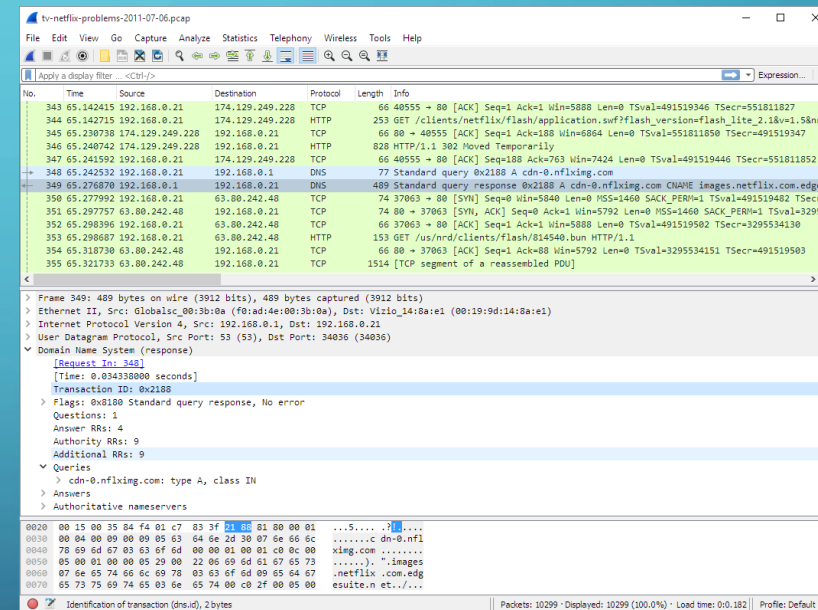 tv-netflix-problems-2011-07-06.pcap
File Edit View Go Capture Analyze Statistics Telephony Wireless Tools Help
Apply a display filter ... <Ctrl-/> Expression...
No. Time Source Destination Protocol Length Info
343 65.142415 192.168.0.21 174.129.249.228 TCP 66 40555 → 80 [ACK] Seq=1 Ack=1 Win=5888 Len=0 TSval=491519346 TSecr=551811827
344 65.142715 192.168.0.21 174.129.249.228 HTTP 253 GET /clients/netflix/flash/application.swf?flash_version=flash_lite_2.1&v=1.5&n
345 65.230738 174.129.249.228 192.168.0.21 TCP 66 80 → 40555 [ACK] Seq=1 Ack=188 Win=6864 Len=0 TSval=551811850 TSecr=491519347
346 65.240742 174.129.249.228 192.168.0.21 HTTP 828 HTTP/1.1 302 Moved Temporarily
347 65.241592 192.168.0.21 174.129.249.228 TCP 66 40555 → 80 [ACK] Seq=188 Ack=763 Win=7424 Len=0 TSval=491519446 TSecr=551811852
348 65.242532 192.168.0.21 192.168.0.1 DNS 77 Standard query 0x2188 A cdn-0.nflximg.com
349 65.276870 192.168.0.1 192.168.0.21 DNS 489 Standard query response 0x2188 A cdn-0.nflximg.com CNAME images.netflix.com.edg
350 65.277992 192.168.0.21 63.80.242.48 TCP 74 37063 → 80 [SYN] Seq=0 Win=5840 Len=0 MSS=1460 SACK_PERM=1 TSval=491519482 TSec
351 65.297757 63.80.242.48 192.168.0.21 TCP 74 80 → 37063 [SYN, ACK] Seq=0 Ack=1 Win=5792 Len=0 MSS=1460 SACK_PERM=1 TSval=329
352 65.298396 192.168.0.21 63.80.242.48 TCP 66 37063 → 80 [ACK] Seq=1 Ack=1 Win=5888 Len=0 TSval=491519502 TSecr=3295534130
353 65.298687 192.168.0.21 63.80.242.48 HTTP 153 GET /us/nrd/clients/flash/814540.bun HTTP/1.1
354 65.318730 63.80.242.48 192.168.0.21 TCP 66 80 → 37063 [ACK] Seq=1 Ack=88 Win=5792 Len=0 TSval=3295534151 TSecr=491519503
355 65.321733 63.80.242.48 192.168.0.21 TCP 1514 [TCP segment of a reassembled PDU]
Frame 349: 489 bytes on wire (3912 bits), 489 bytes captured (3912 bits)
Ethernet II, Src: Globalsc_00:3b:0a (f0:ad:4e:00:3b:0a), Dst: Vizio_14:8a:e1 (00:19:9d:14:8a:e1)
Internet Protocol Version 4, Src: 192.168.0.1, Dst: 192.168.0.21
User Datagram Protocol, Src Port: 53 (53), Dst Port: 34036 (34036)
Domain Name System (response)
[Request In: 348]
[Time: 0.034338000 seconds]
Transaction ID: 0x2188
Flags: 0x8180 Standard query response, No error
Questions: 1
Answer RRs: 4
Authority RRs: 9
Additional RRs: 9
Queries
cdn-0.nflximg.com: type A, class IN
Answers
Authoritative nameservers
0020 00 15 00 35 84 f4 01 c7 83 3f 21 88 81 80 00 01 ...5.... .?!.....
0030 00 04 00 09 00 09 05 63 64 6e 2d 30 07 6e 66 6c .......c dn-0.nfl
0040 78 69 6d 67 03 63 6f 6d 00 00 01 00 01 c0 0c 00 ximg.com ........
0050 05 00 01 00 00 05 29 00 22 06 69 6d 61 67 65 73 ......). ".images
0060 07 6e 65 74 66 6c 69 78 03 63 6f 6d 09 65 64 67 .netflix .com.edg
0070 65 73 75 69 74 65 03 6e 65 74 00 c0 2f 00 05 00 esuite.n et../...
Identification of transaction (dns.id), 2 bytes Packets: 10299 · Displayed: 10299 (100.0%) · Load time: 0:0.182 Profile: Default